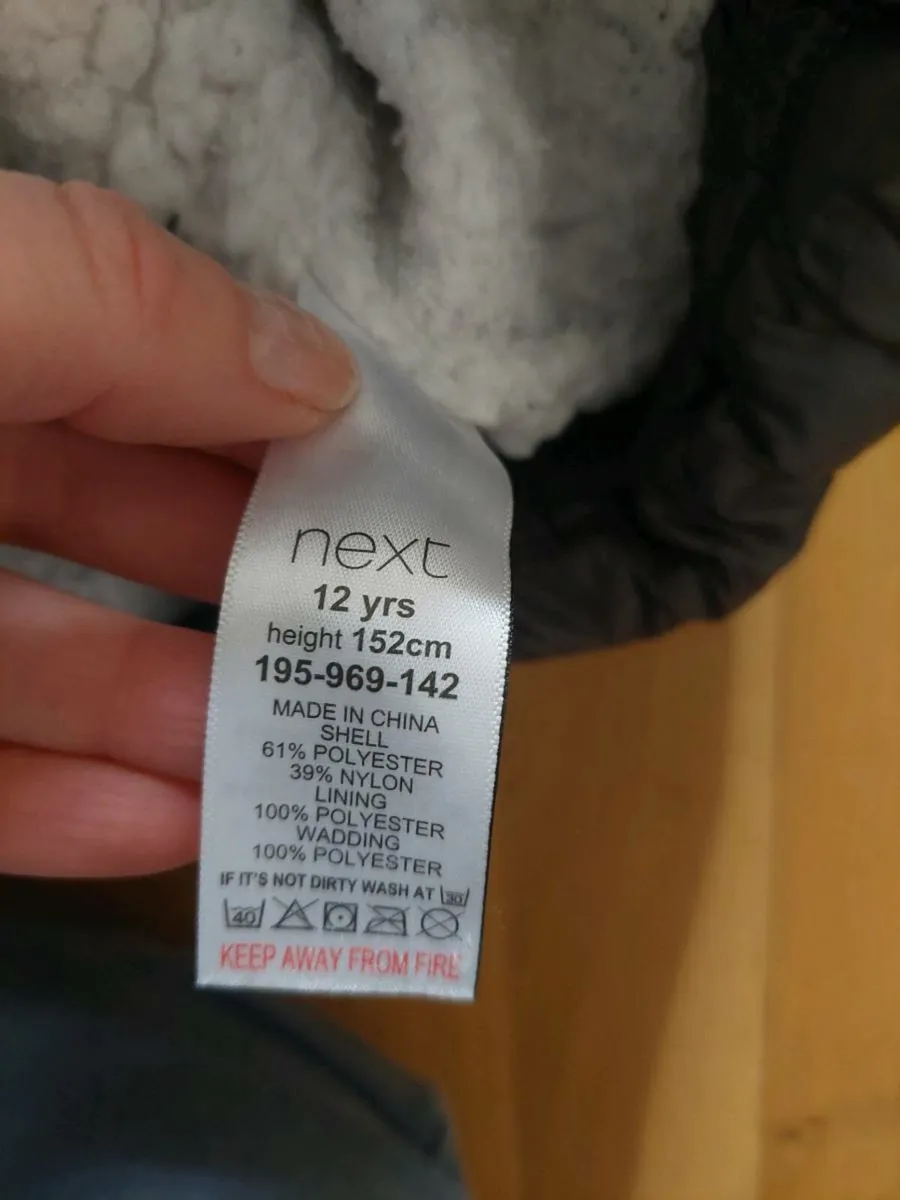 next
12 yrs
height 152cm
195-969-142
MADE IN CHINA
SHELL
61% POLYESTER
39% NYLON
LINING
100% POLYESTER
WADDING
100% POLYESTER
IF IT'S NOT DIRTY WASH AT 30
40
KEEP AWAY FROM FIRE